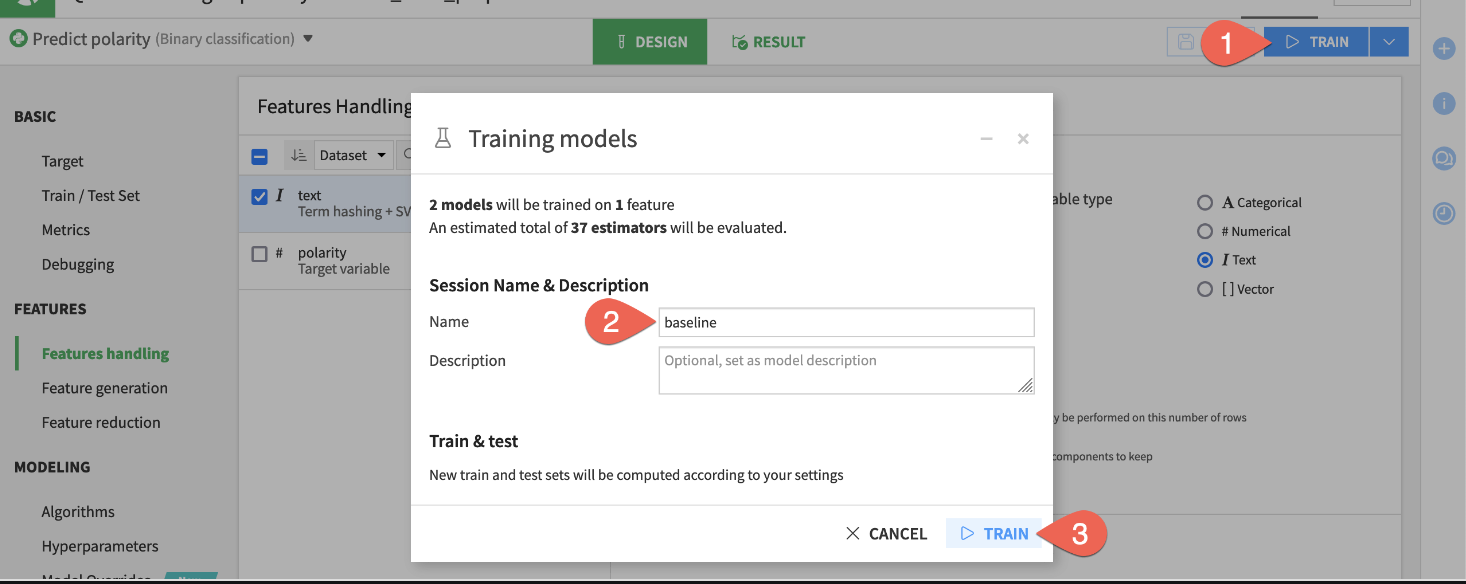 Predict polarity (Binary classification)
DESIGN
RESULT
1
TRAIN
BASIC
Target
Train / Test Set
Metrics
Debugging
FEATURES
Features handling
Feature generation
Feature reduction
MODELING
Algorithms
Hyperparameters
Features Handling
Dataset
I text
Term hashing + SV
# polarity
Target variable
Training models
2 models will be trained on 1 feature
An estimated total of 37 estimators will be evaluated.
Session Name & Description
Name
2
baseline
Description
Optional, set as model description
Train & test
New train and test sets will be computed according to your settings
CANCEL
TRAIN
3
able type
A Categorical
# Numerical
I Text
[ ] Vector
y be performed on this number of rows
components to keep